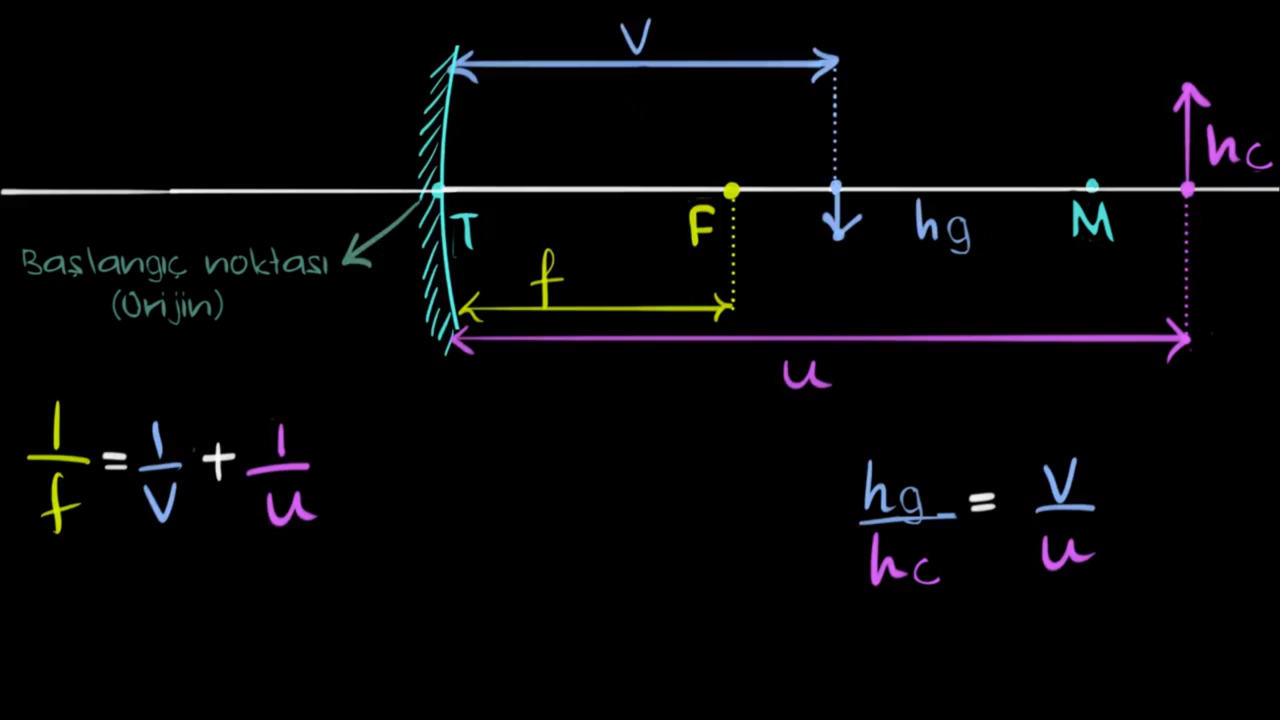 V
hc
T
F
hg
M
Başlangıç noktası
(Orijin)
f
u
1/f = 1/V + 1/u
hg/hc = V/u